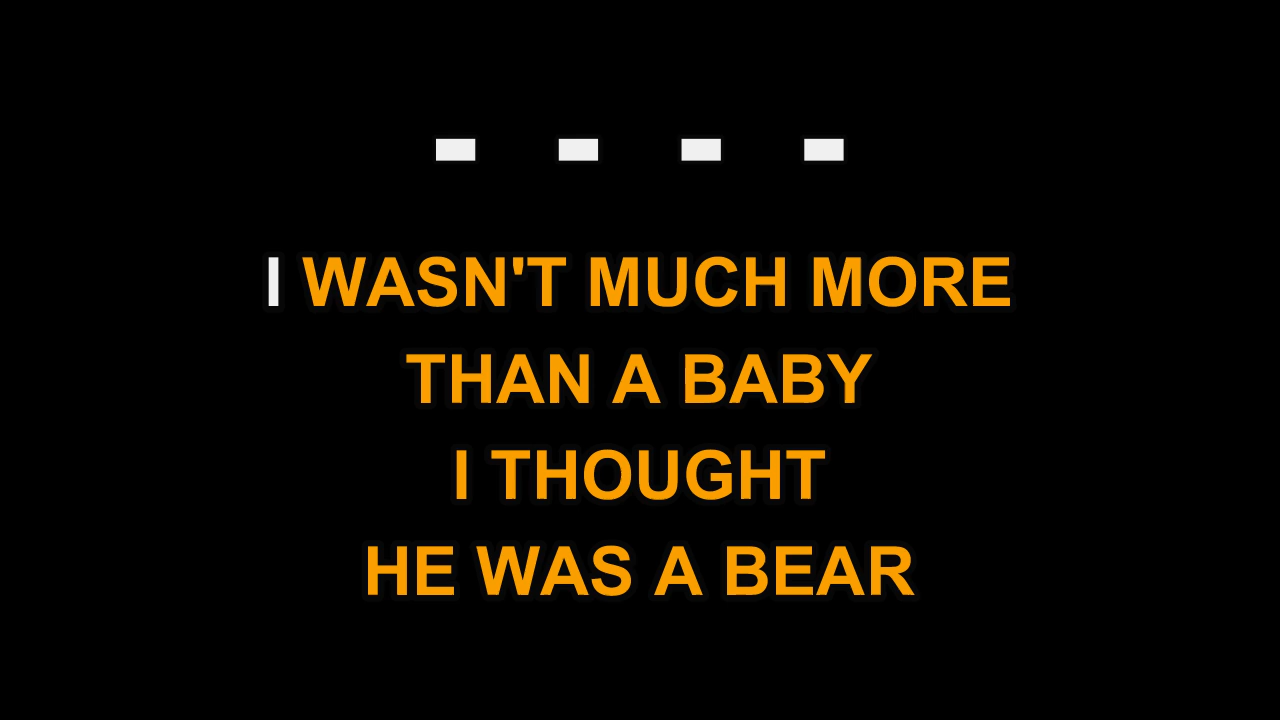 - - - -
I WASN'T MUCH MORE
THAN A BABY
I THOUGHT
HE WAS A BEAR